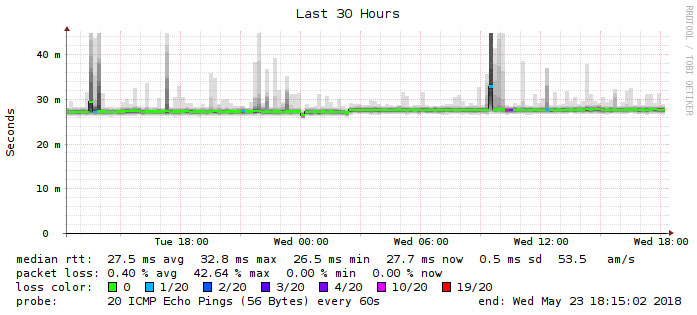 Last 30 Hours
RRDTOOL / TOBI OETIKER
Seconds
40 m
30 m
20 m
10 m
0
Tue 18:00 Wed 00:00 Wed 06:00 Wed 12:00 Wed 18:00
median rtt: 27.5 ms avg 32.8 ms max 26.5 ms min 27.7 ms now 0.5 ms sd 53.5 am/s
packet loss: 0.40 % avg 42.64 % max 0.00 % min 0.00 % now
loss color: 0 1/20 2/20 3/20 4/20 10/20 19/20
probe: 20 ICMP Echo Pings (56 Bytes) every 60s end: Wed May 23 18:15:02 2018